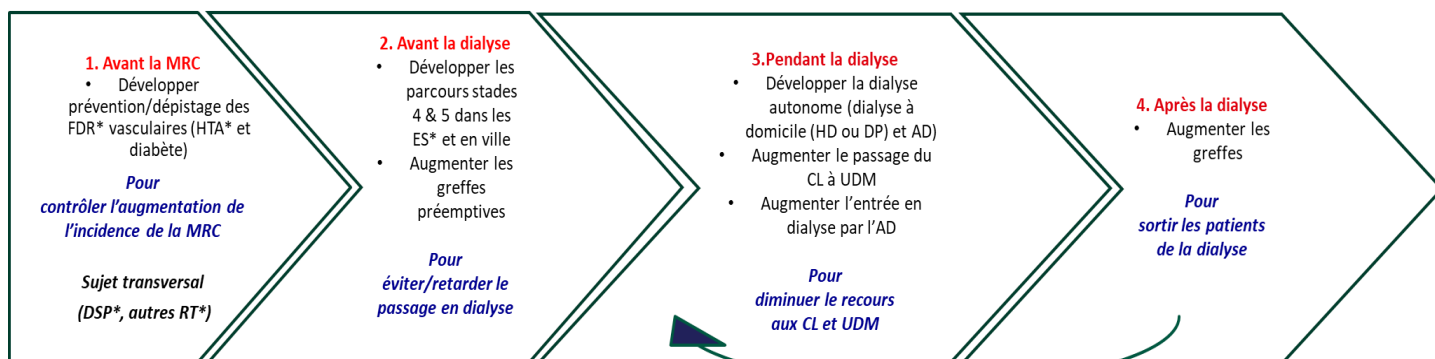 1. Avant la MRC
• Développer
prévention/dépistage des
FDR* vasculaires (HTA* et
diabète)
Pour
contrôler l'augmentation de
l'incidence de la MRC
Sujet transversal
(DSP*, autres RT*)
2. Avant la dialyse
• Développer les
parcours stades
4 & 5 dans les
ES* et en ville
• Augmenter les
greffes
préemptives
Pour
éviter/retarder le
passage en dialyse
3.Pendant la dialyse
• Développer la dialyse
autonome (dialyse à
domicile (HD ou DP) et AD)
• Augmenter le passage du
CL à UDM
• Augmenter l'entrée en
dialyse par l'AD
Pour
diminuer le recours
aux CL et UDM
4. Après la dialyse
• Augmenter les
greffes
Pour
sortir les patients
de la dialyse